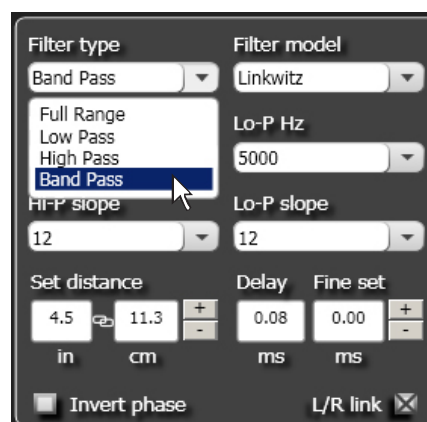 Filter type Filter model
Band Pass Linkwitz
Full Range
Low Pass Lo-P Hz
High Pass 5000
Band Pass
Hi-P slope Lo-P slope
12 12
Set distance Delay Fine set
4.5 11.3 + - 0.08 0.00 + -
in cm ms ms
Invert phase L/R link